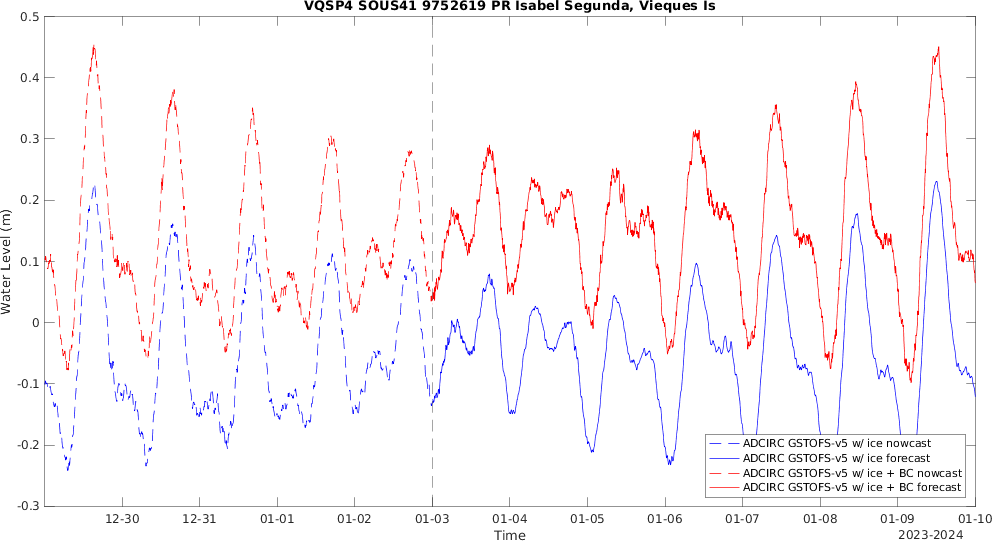 VQSP4 SOUS41 9752619 PR Isabel Segunda, Vieques Is
0.5
0.4
0.3
0.2
0.1
0
-0.1
-0.2
-0.3
Water Level (m)
ADCIRC GSTOFS-v5 w/ ice nowcast
ADCIRC GSTOFS-v5 w/ ice forecast
ADCIRC GSTOFS-v5 w/ ice + BC nowcast
ADCIRC GSTOFS-v5 w/ ice + BC forecast
12-30 12-31 01-01 01-02 01-03 01-04 01-05 01-06 01-07 01-08 01-09 01-10
Time
2023-2024